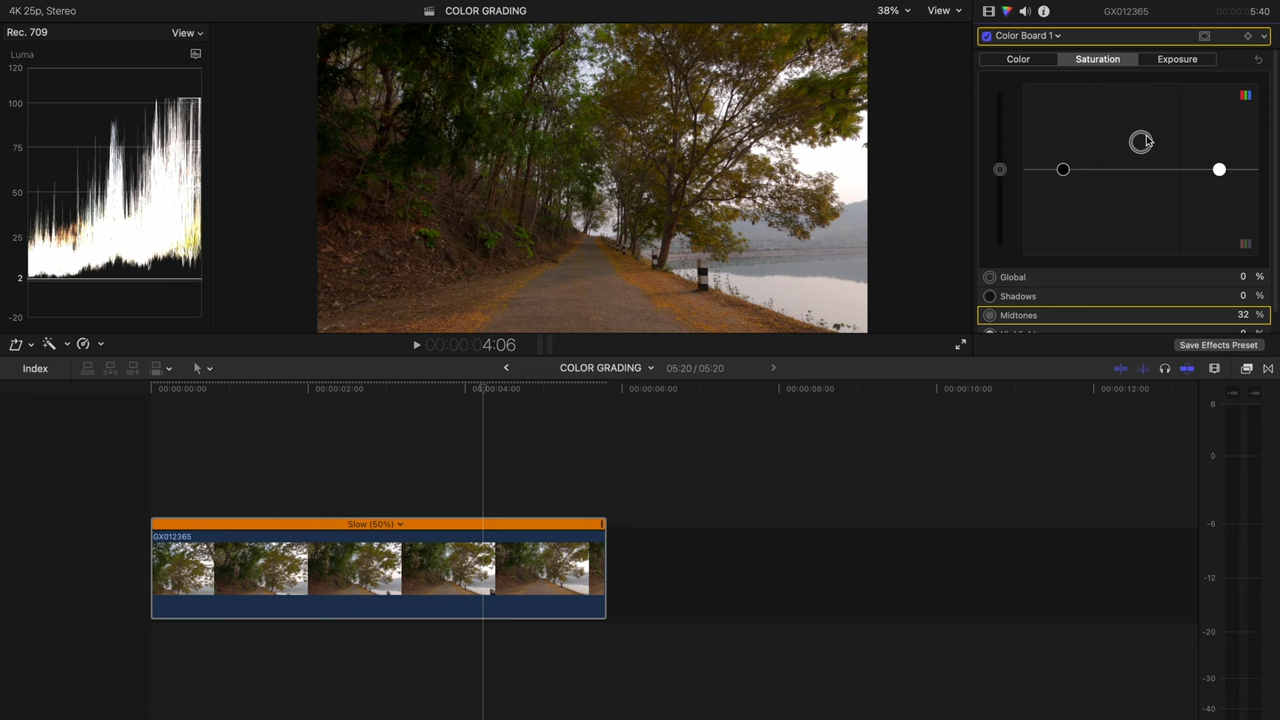 4K 25p, Stereo
COLOR GRADING
38%
View
GX012365
00:00:05:40
Rec. 709
View
Color Board 1
Luma
Color
Saturation
Exposure
120
100
75
50
25
2
-20
Global
0 %
Shadows
0 %
Midtones
32 %
00:00:00:04:06
Save Effects Preset
Index
COLOR GRADING
05:20 / 05:20
00:00:00:00
00:00:02:00
00:00:04:00
00:00:06:00
00:00:08:00
00:00:10:00
00:00:12:00
6
0
-6
-12
-20
-30
-40
-∞
-∞
Slow (50%)
GX012365